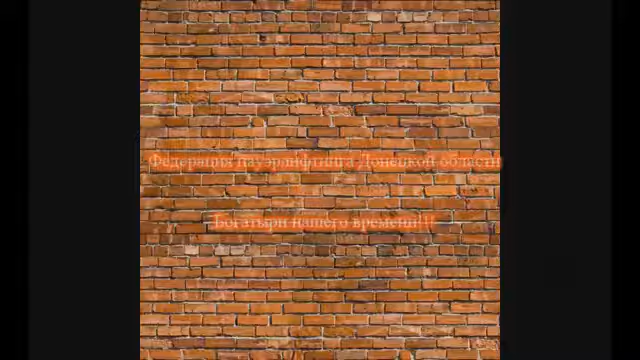 Федерация пауэрлифтинга Донецкой области
Богатыри нашего времени!!!